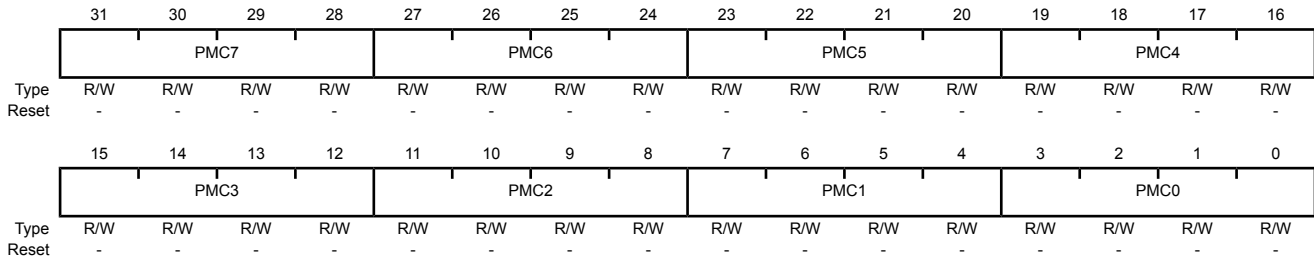 31 30 29 28 27 26 25 24 23 22 21 20 19 18 17 16
PMC7 PMC6 PMC5 PMC4
Type R/W R/W R/W R/W R/W R/W R/W R/W R/W R/W R/W R/W R/W R/W R/W R/W
Reset - - - - - - - - - - - - - - - -
15 14 13 12 11 10 9 8 7 6 5 4 3 2 1 0
PMC3 PMC2 PMC1 PMC0
Type R/W R/W R/W R/W R/W R/W R/W R/W R/W R/W R/W R/W R/W R/W R/W R/W
Reset - - - - - - - - - - - - - - - -